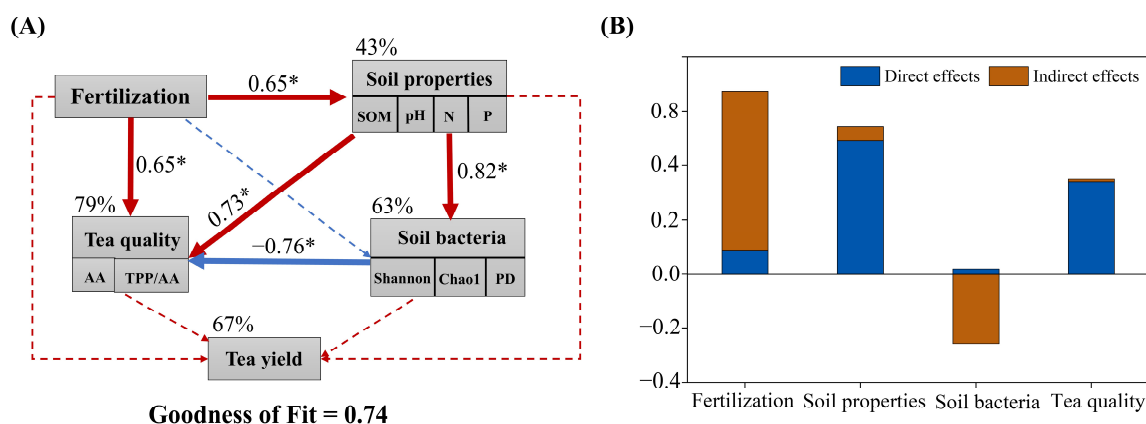 (A)
43%
Soil properties
SOM pH N P
Fertilization
0.65*
0.65*
0.73*
0.82*
79%
Tea quality
AA TPP/AA
−0.76*
63%
Soil bacteria
Shannon Chao1 PD
67%
Tea yield
Goodness of Fit = 0.74
(B)
Direct effects Indirect effects
0.8
0.4
0.2
0.0
−0.2
−0.4
Fertilization Soil properties Soil bacteria Tea quality